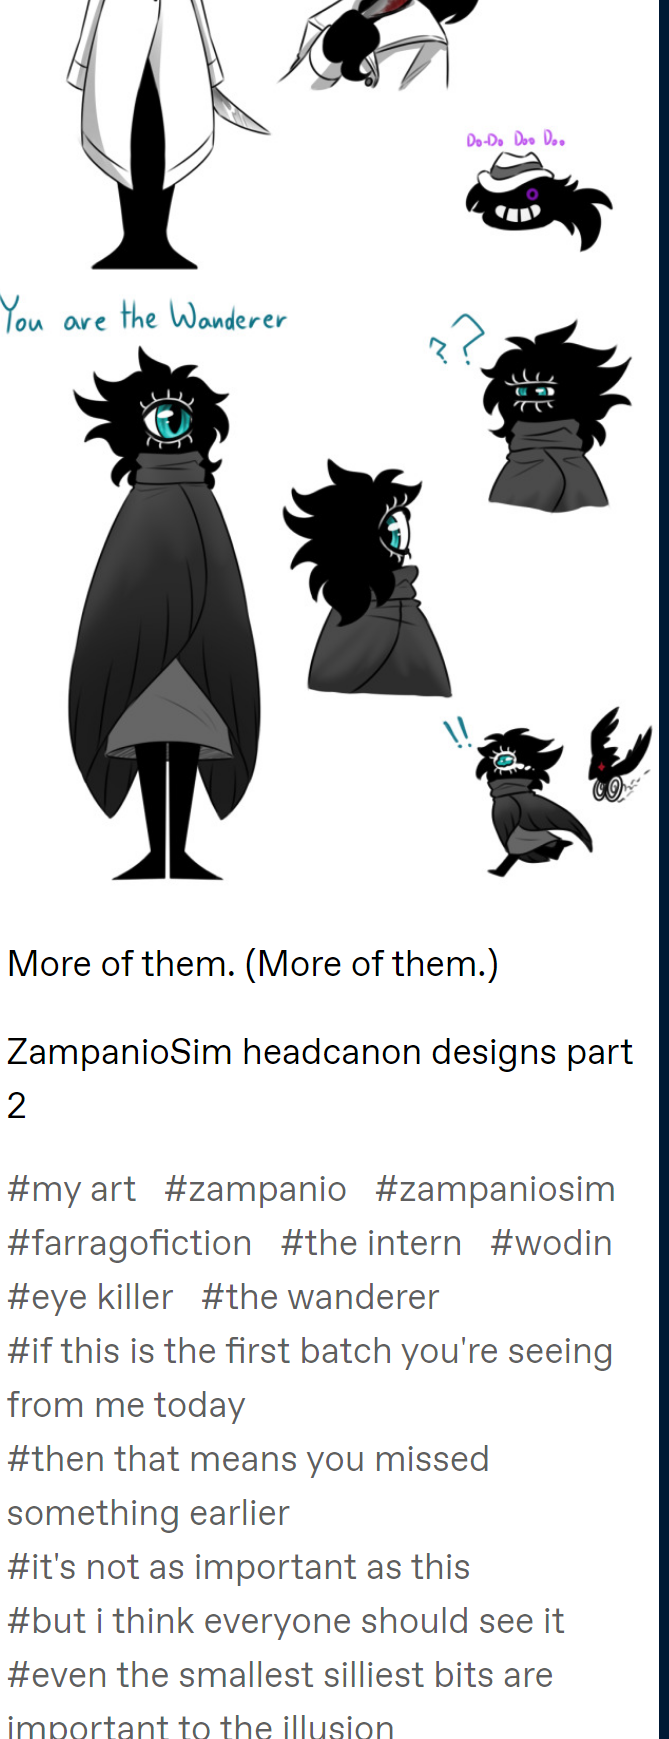 Do-Do Doo Doo
You are the Wanderer
??
!!
More of them. (More of them.)
ZampanioSim headcanon designs part
2
#my art #zampanio #zampaniosim
#farragofiction #the intern #wodin
#eye killer #the wanderer
#if this is the first batch you're seeing
from me today
#then that means you missed
something earlier
#it's not as important as this
#but i think everyone should see it
#even the smallest silliest bits are
important to the illusion